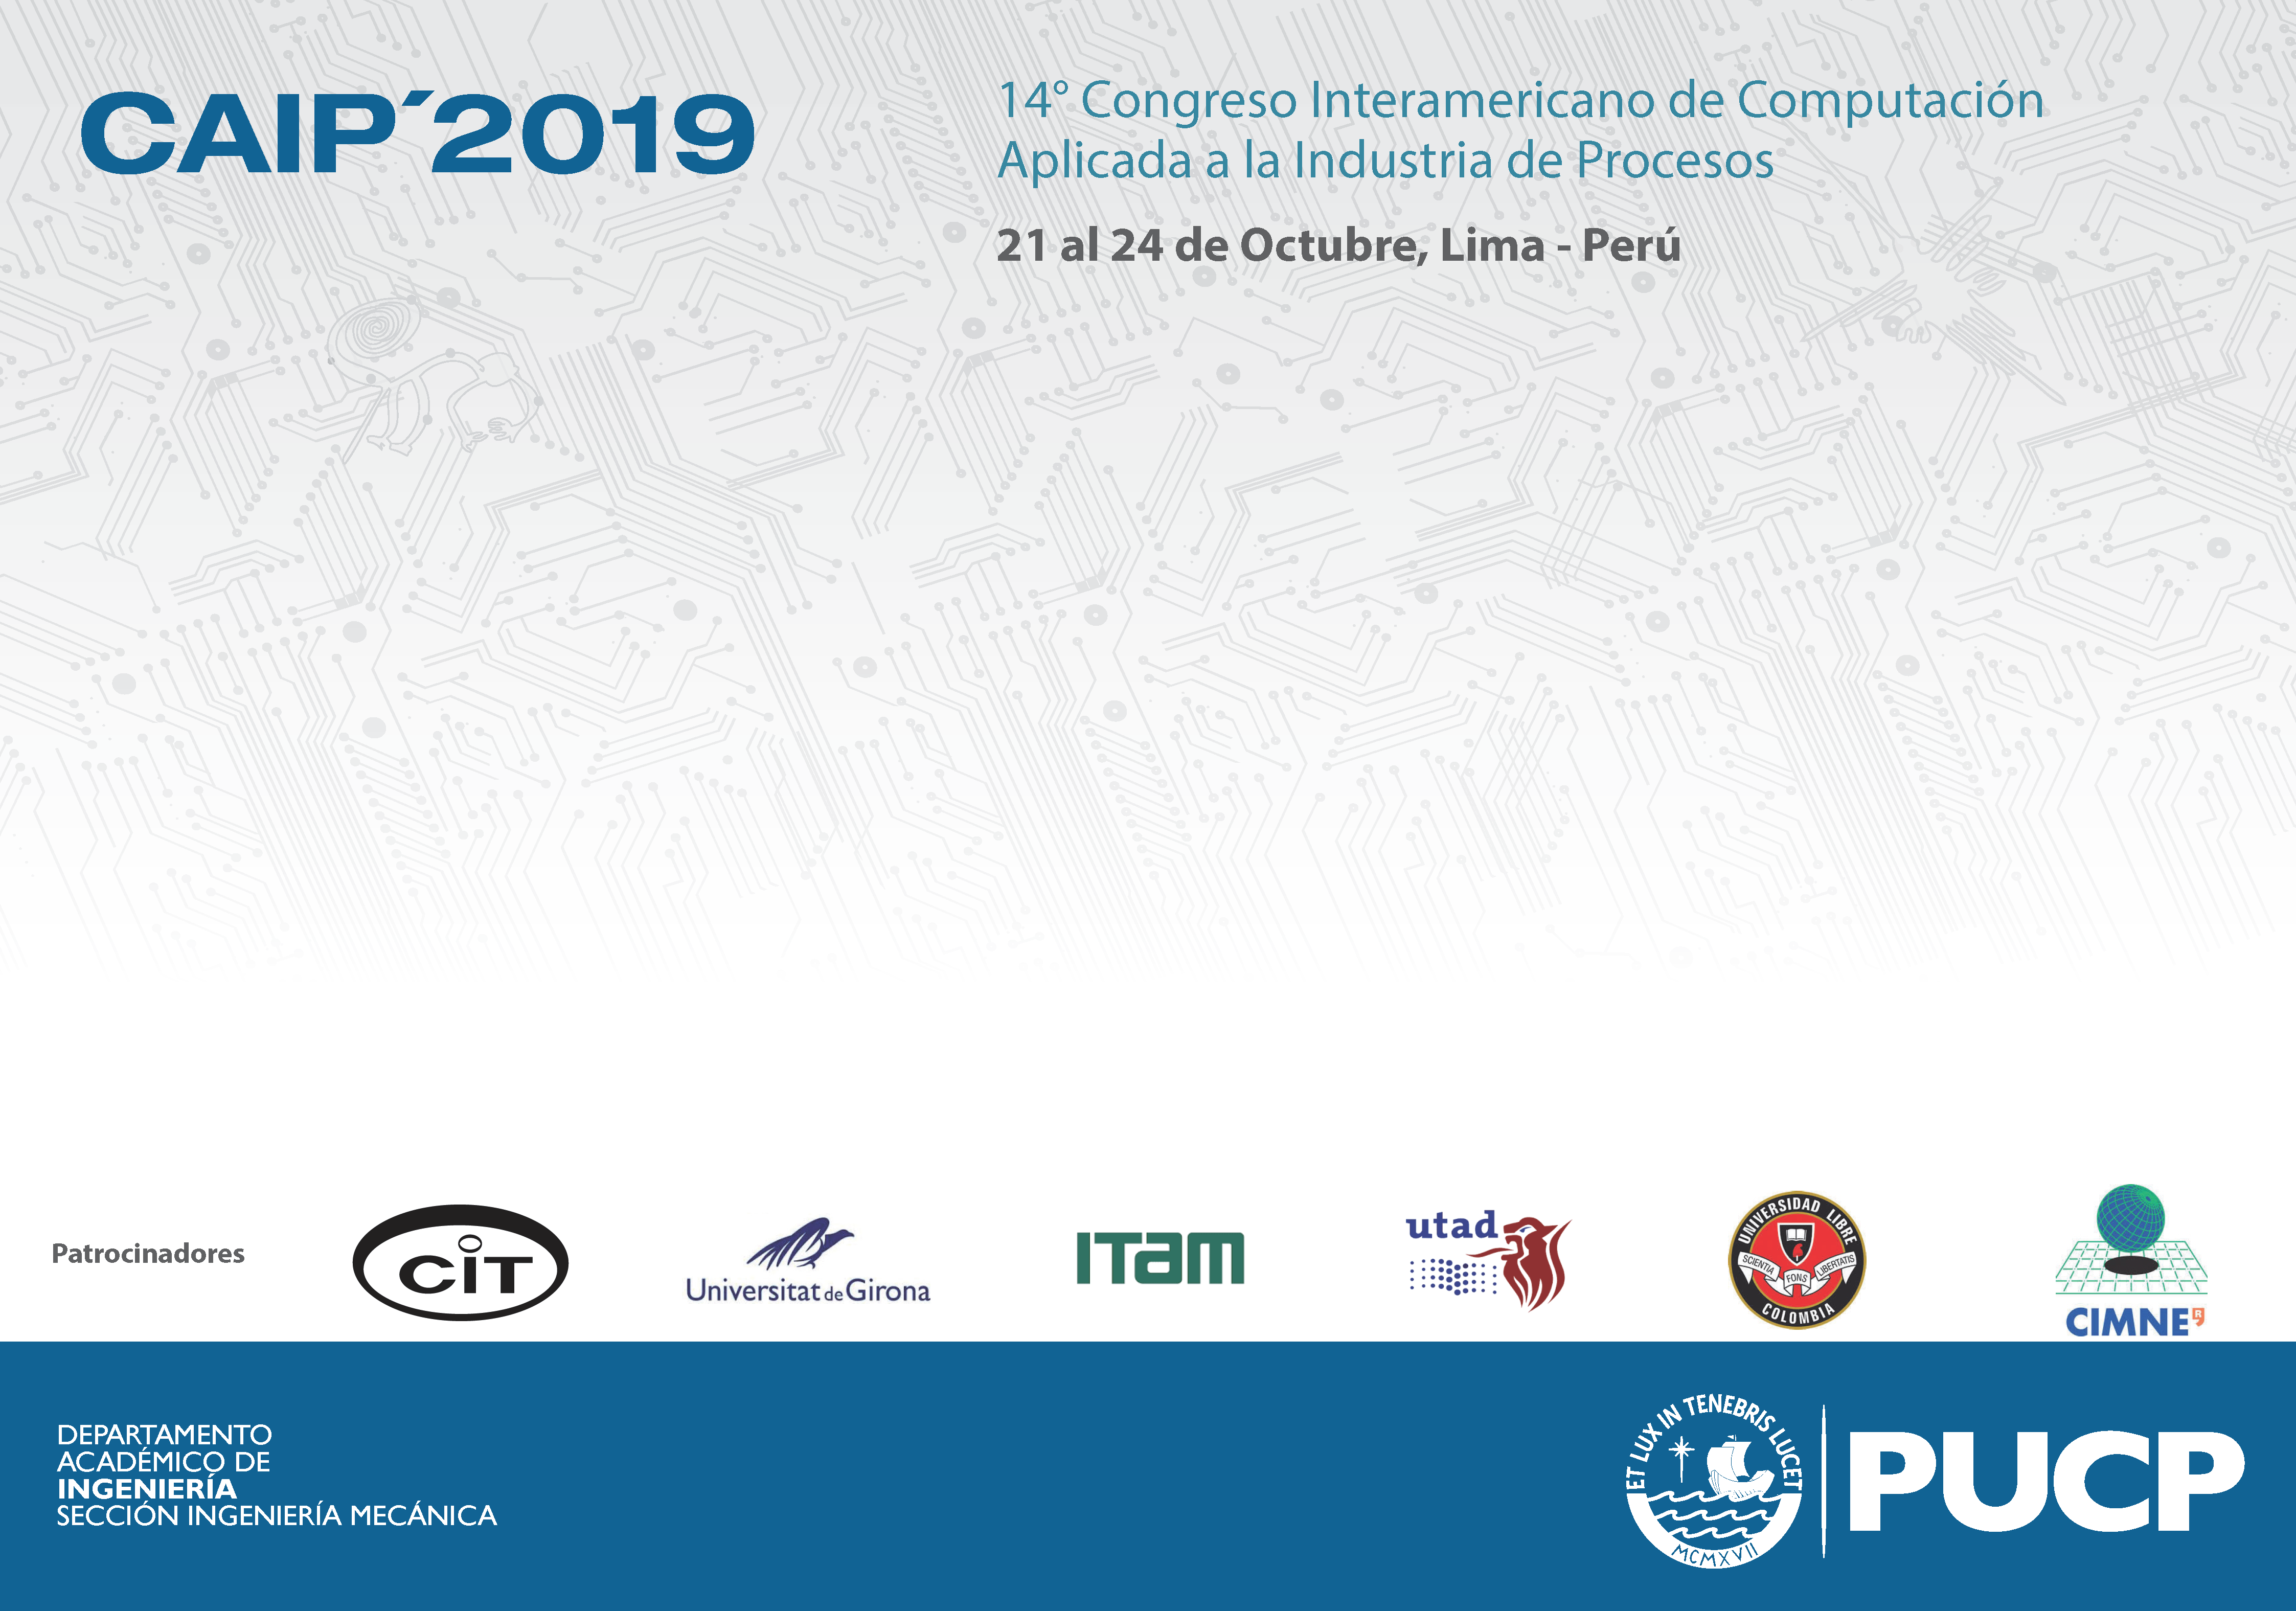 CAIP´2019
14° Congreso Interamericano de Computación
Aplicada a la Industria de Procesos
21 al 24 de Octubre, Lima - Perú
Patrocinadores
CiT
Universitat de Girona
ITam
utad
UNIVERSIDAD LIBRE
SCIENTIA FONS LIBERTATIS
COLOMBIA
CIMNE R
DEPARTAMENTO
ACADÉMICO DE
INGENIERÍA
SECCIÓN INGENIERÍA MECÁNICA
ET LUX IN TENEBRIS LUCET
MCMXVII
PUCP